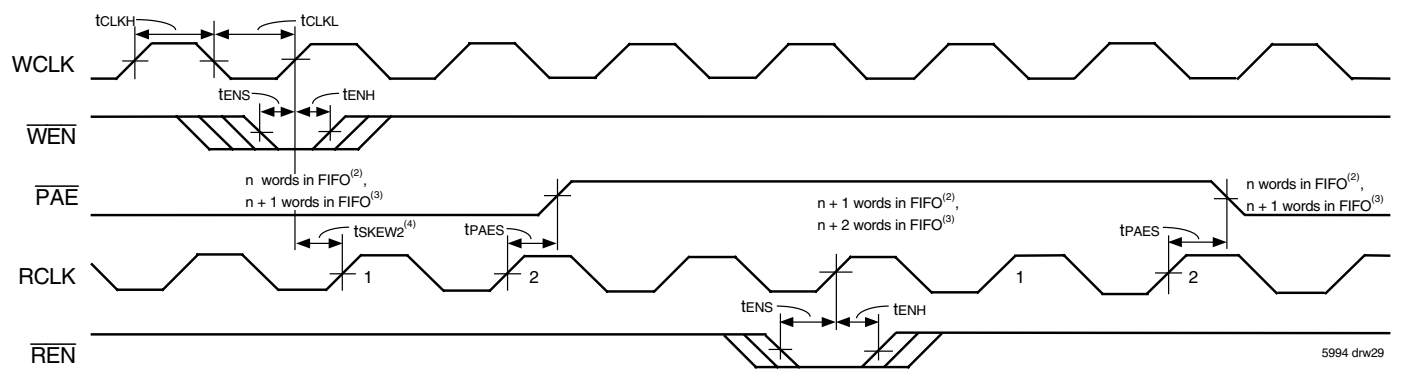 tCLKH
tCLKL
WCLK
tENS
tENH
WEN
n words in FIFO(2),
n + 1 words in FIFO(3)
PAE
n + 1 words in FIFO(2),
n + 2 words in FIFO(3)
n words in FIFO(2),
n + 1 words in FIFO(3)
tSKEW2(4)
tPAES
tPAES
RCLK
1
2
1
2
tENS
tENH
REN
5994 drw29